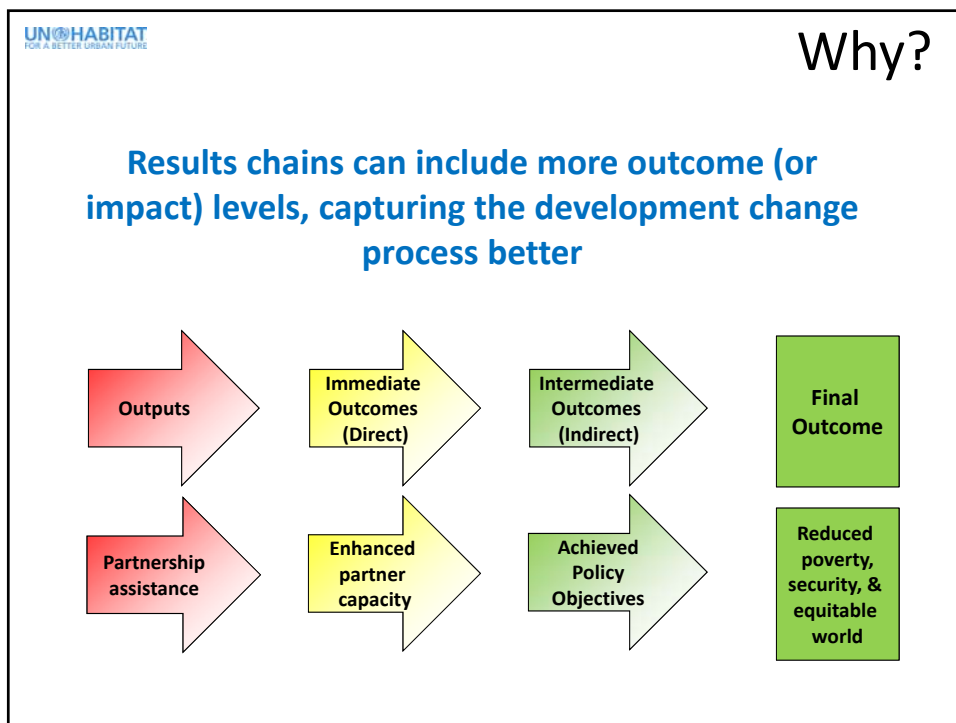 UN HABITAT
FOR A BETTER URBAN FUTURE
Why?
Results chains can include more outcome (or
impact) levels, capturing the development change
process better
Outputs
Immediate
Outcomes
(Direct)
Intermediate
Outcomes
(Indirect)
Final
Outcome
Partnership
assistance
Enhanced
partner
capacity
Achieved
Policy
Objectives
Reduced
poverty,
security, &
equitable
world